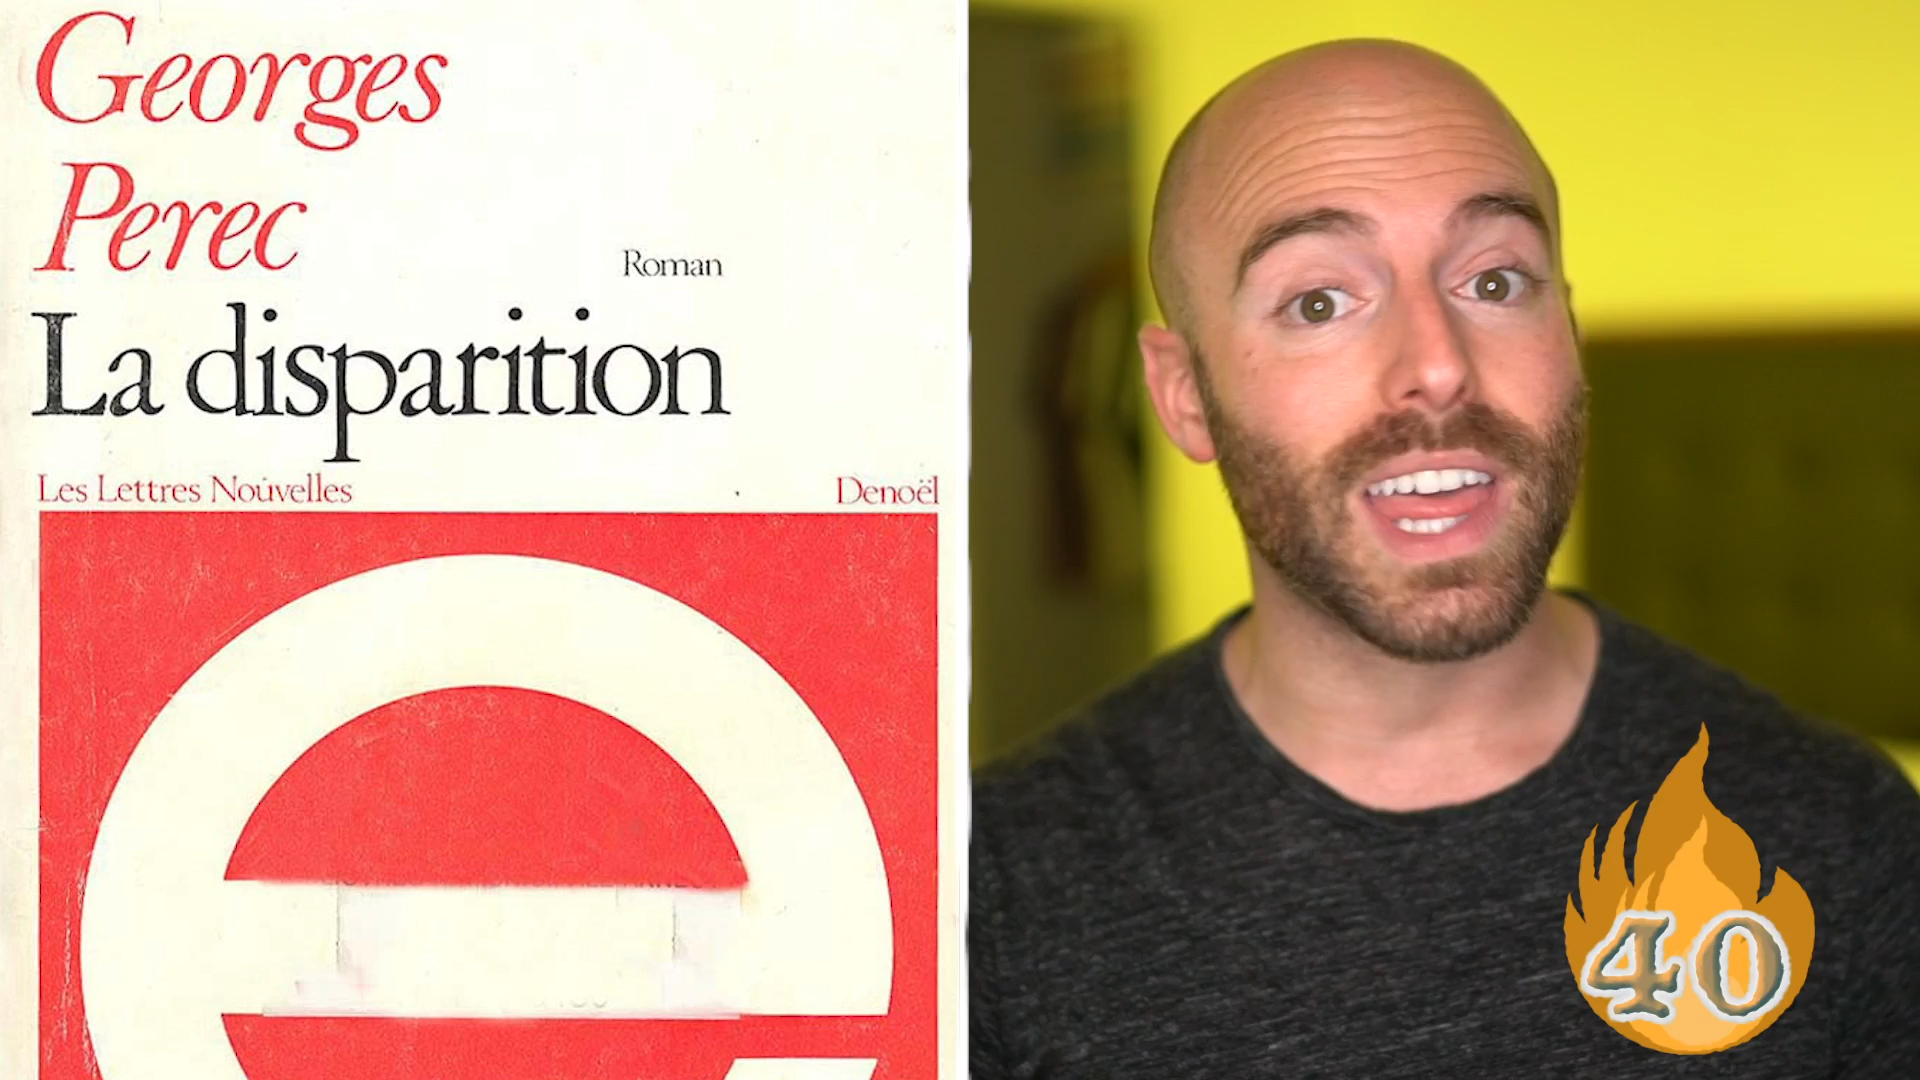 Georges
Perec
Roman
La disparition
Les Lettres Nouvelles
Denoël
e
40